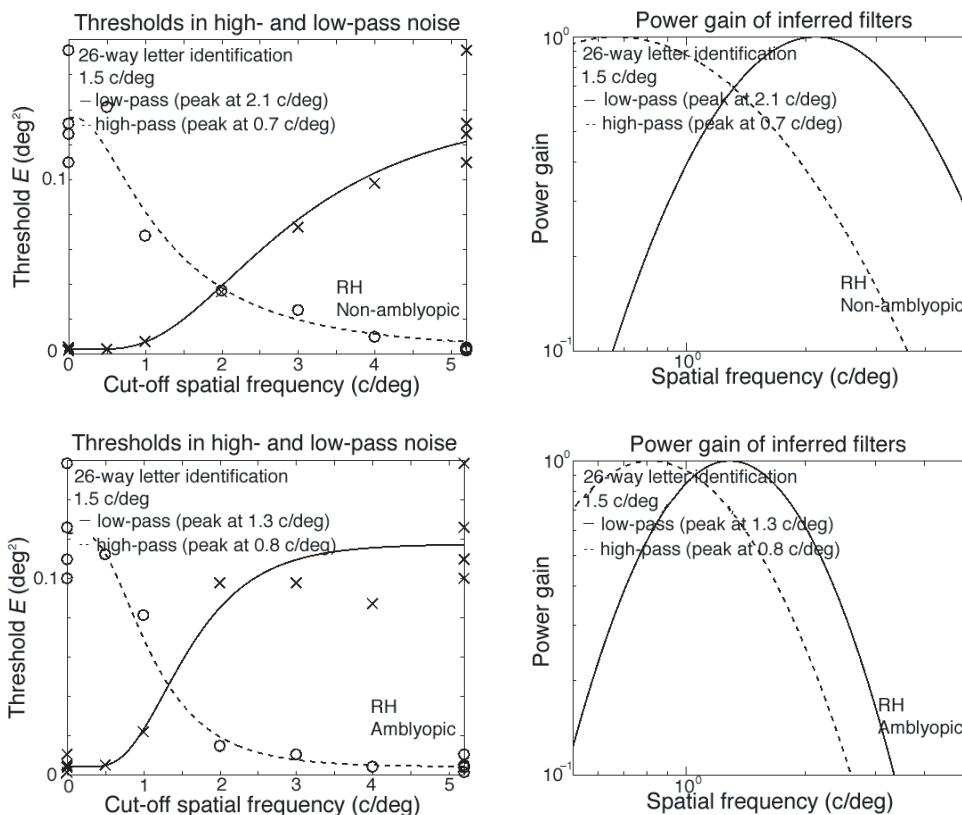 Thresholds in high- and low-pass noise
26-way letter identification
1.5 c/deg
– low-pass (peak at 2.1 c/deg)
-- high-pass (peak at 0.7 c/deg)
Threshold E (deg²)
0.1
0
RH
Non-amblyopic
0 1 2 3 4 5
Cut-off spatial frequency (c/deg)
Power gain of inferred filters
10⁰
26-way letter identification
1.5 c/deg
– low-pass (peak at 2.1 c/deg)
-- high-pass (peak at 0.7 c/deg)
Power gain
RH
Non-amblyopic
10⁻¹
10⁰
Spatial frequency (c/deg)
Thresholds in high- and low-pass noise
26-way letter identification
1.5 c/deg
– low-pass (peak at 1.3 c/deg)
-- high-pass (peak at 0.8 c/deg)
Threshold E (deg²)
0.1
0
RH
Amblyopic
0 1 2 3 4 5
Cut-off spatial frequency (c/deg)
Power gain of inferred filters
10⁰
26-way letter identification
1.5 c/deg
– low-pass (peak at 1.3 c/deg)
-- high-pass (peak at 0.8 c/deg)
Power gain
RH
Amblyopic
10⁻¹
10⁰
Spatial frequency (c/deg)